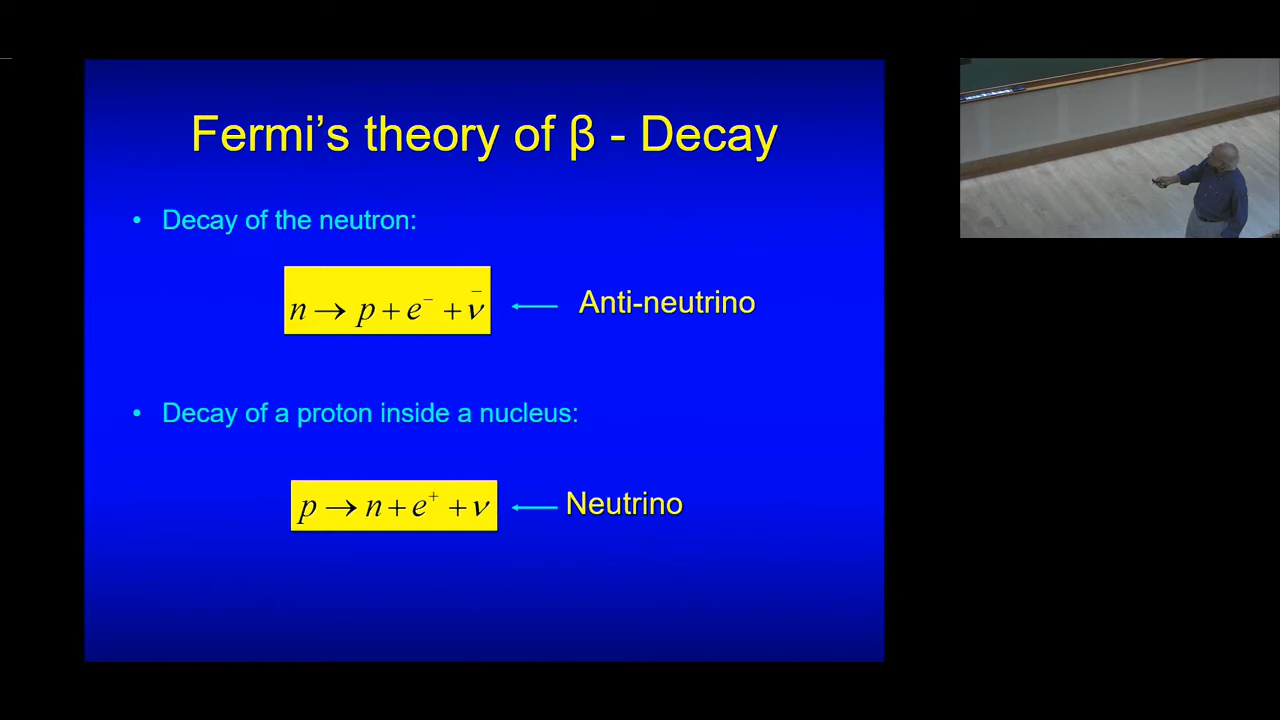 Fermi's theory of β - Decay
• Decay of the neutron:
n → p + e⁻ + ν̄
Anti-neutrino
• Decay of a proton inside a nucleus:
p → n + e⁺ + ν
Neutrino